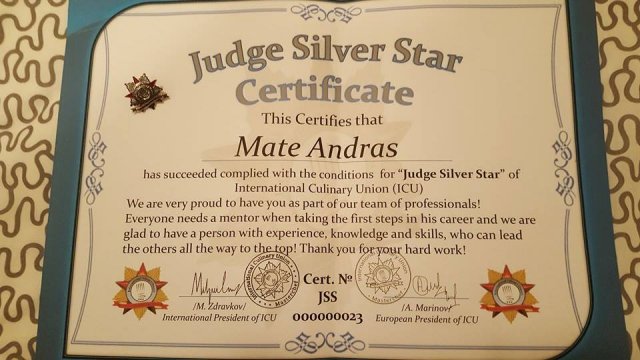 Judge Silver Star
Certificate
This Certifies that
Mate Andras
has succeeded complied with the conditions for "Judge Silver Star" of
International Culinary Union (ICU)
We are very proud to have you as part of our team of professionals!
Everyone needs a mentor when taking the first steps in his career and we are
glad to have a person with experience, knowledge and skills, who can lead
the others all the way to the top! Thank you for your hard work!
International Culinary Union
Cert. №
JSS
000000023
/M. Zdravkov/
International President of ICU
/A. Marinov/
European President of ICU